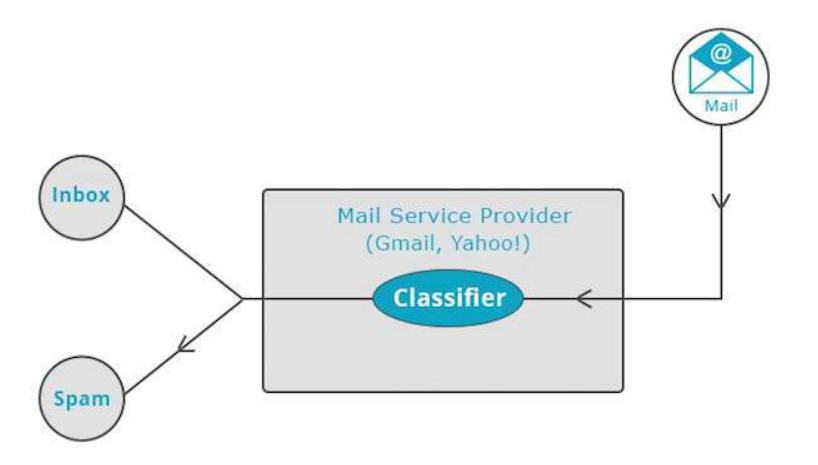 @
Mail
Inbox
Mail Service Provider
(Gmail, Yahoo!)
Classifier
Spam